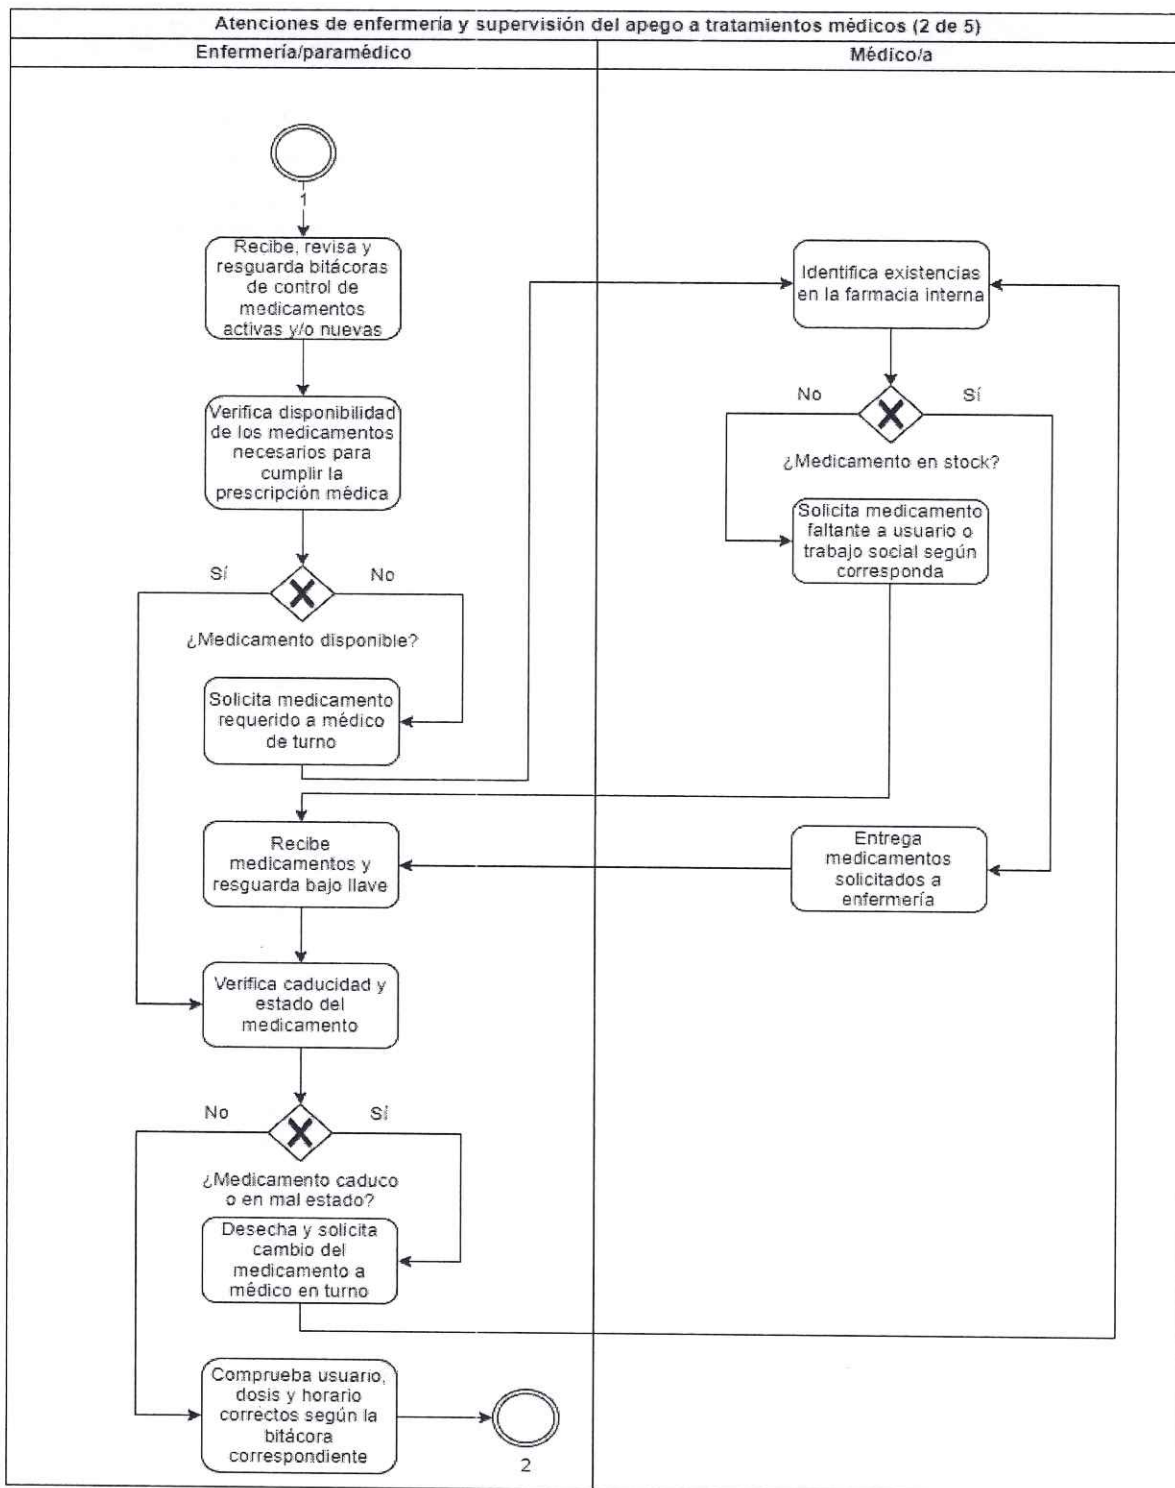 Atenciones de enfermería y supervisión del apego a tratamientos médicos (2 de 5)
Enfermería/paramédico
Médico/a
1
Recibe, revisa y
resguarda bitácoras
de control de
medicamentos
activas y/o nuevas
Verifica disponibilidad
de los medicamentos
necesarios para
cumplir la
prescripción médica
Sí
No
¿Medicamento disponible?
Solicita medicamento
requerido a médico
de turno
Identifica existencias
en la farmacia interna
No
Sí
¿Medicamento en stock?
Solicita medicamento
faltante a usuario o
trabajo social según
corresponda
Recibe
medicamentos y
resguarda bajo llave
Entrega
medicamentos
solicitados a
enfermería
Verifica caducidad y
estado del
medicamento
No
Sí
¿Medicamento caduco
o en mal estado?
Desecha y solicita
cambio del
medicamento a
médico en turno
Comprueba usuario,
dosis y horario
correctos según la
bitácora
correspondiente
2